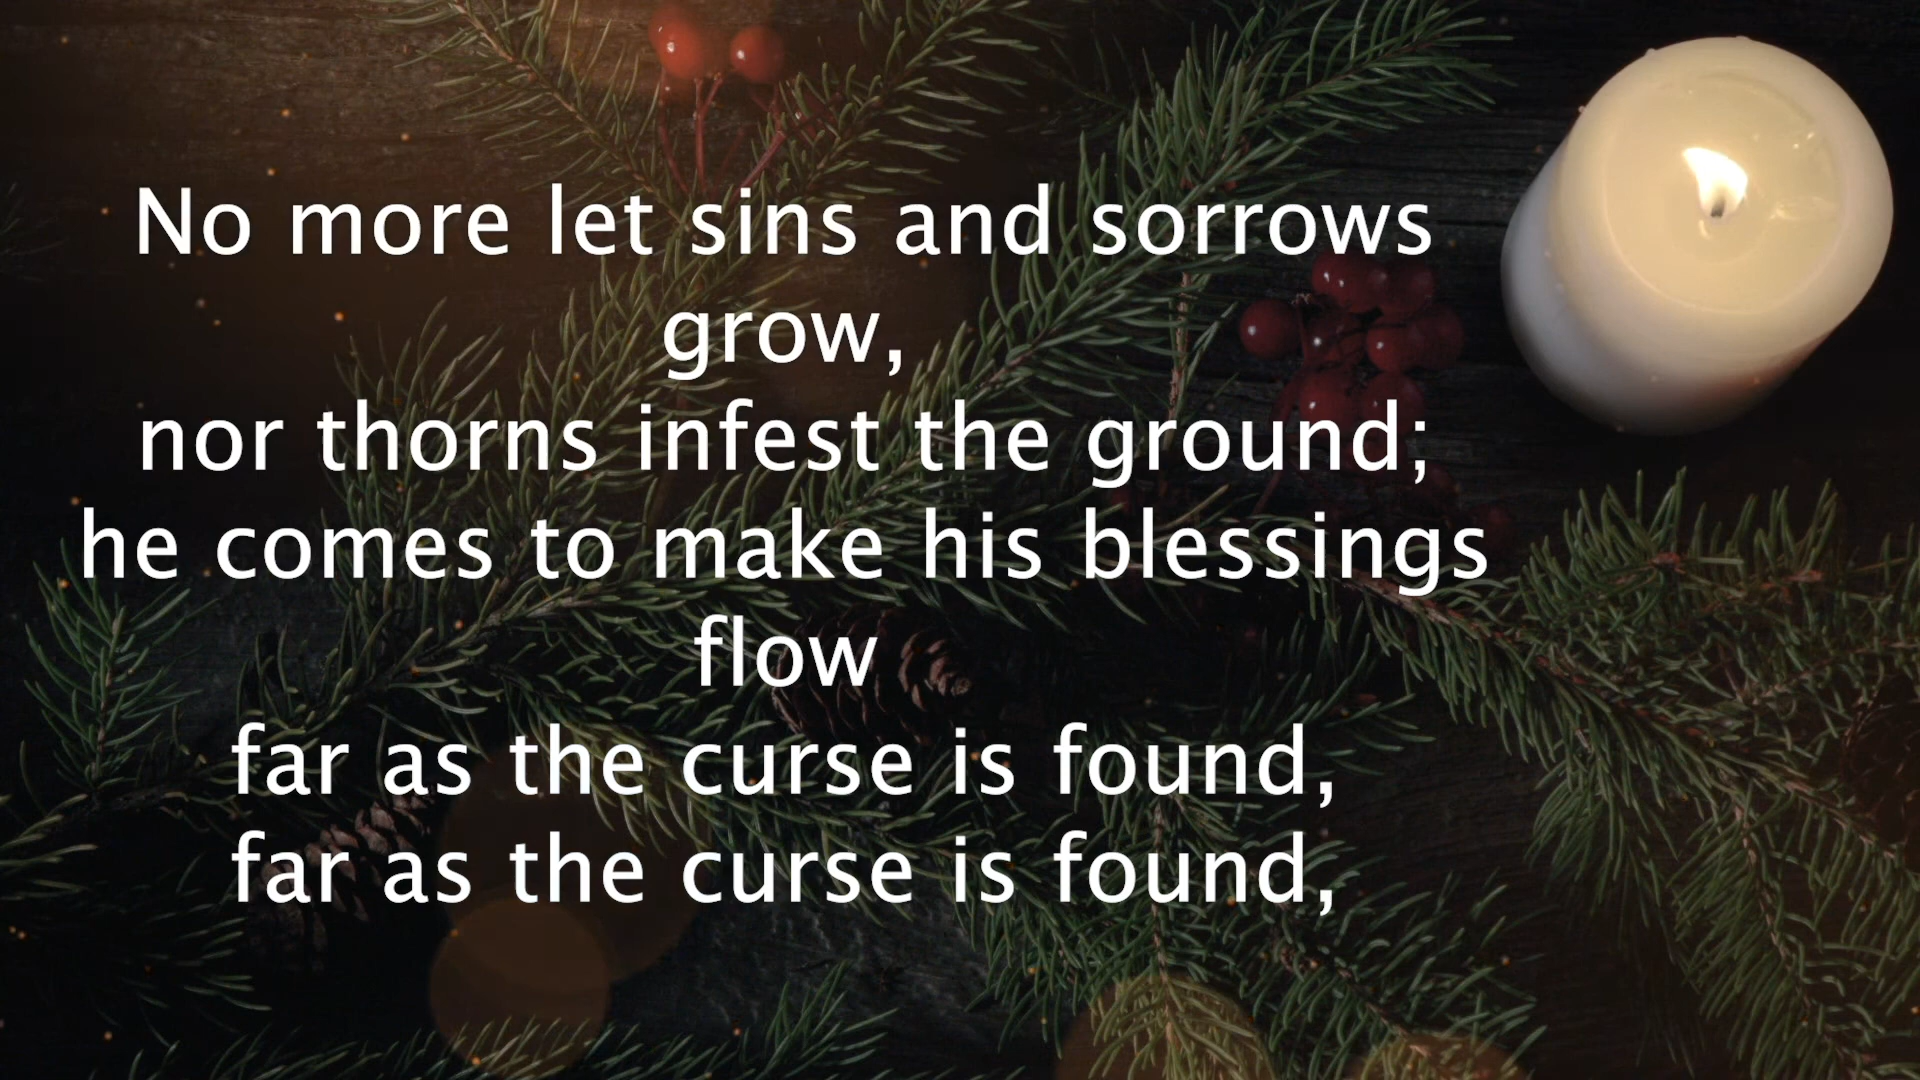 No more let sins and sorrows
grow,
nor thorns infest the ground;
he comes to make his blessings
flow
far as the curse is found,
far as the curse is found,